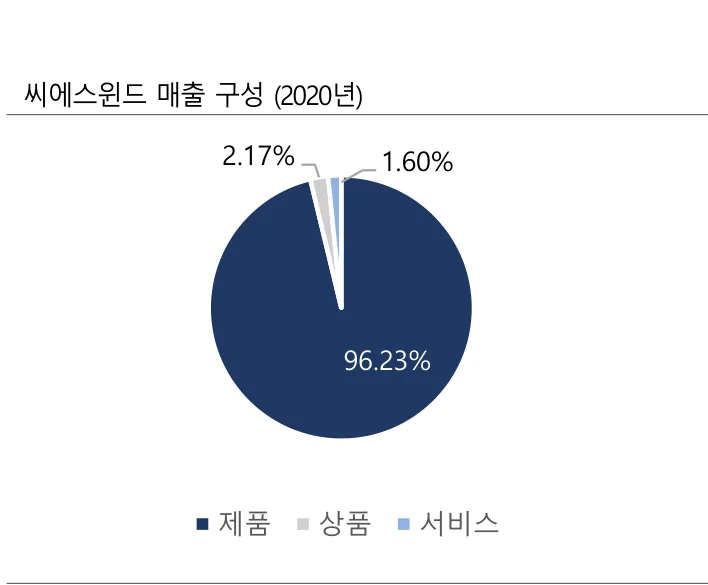 씨에스윈드 매출 구성 (2020년)
2.17%
1.60%
96.23%
제품 상품 서비스